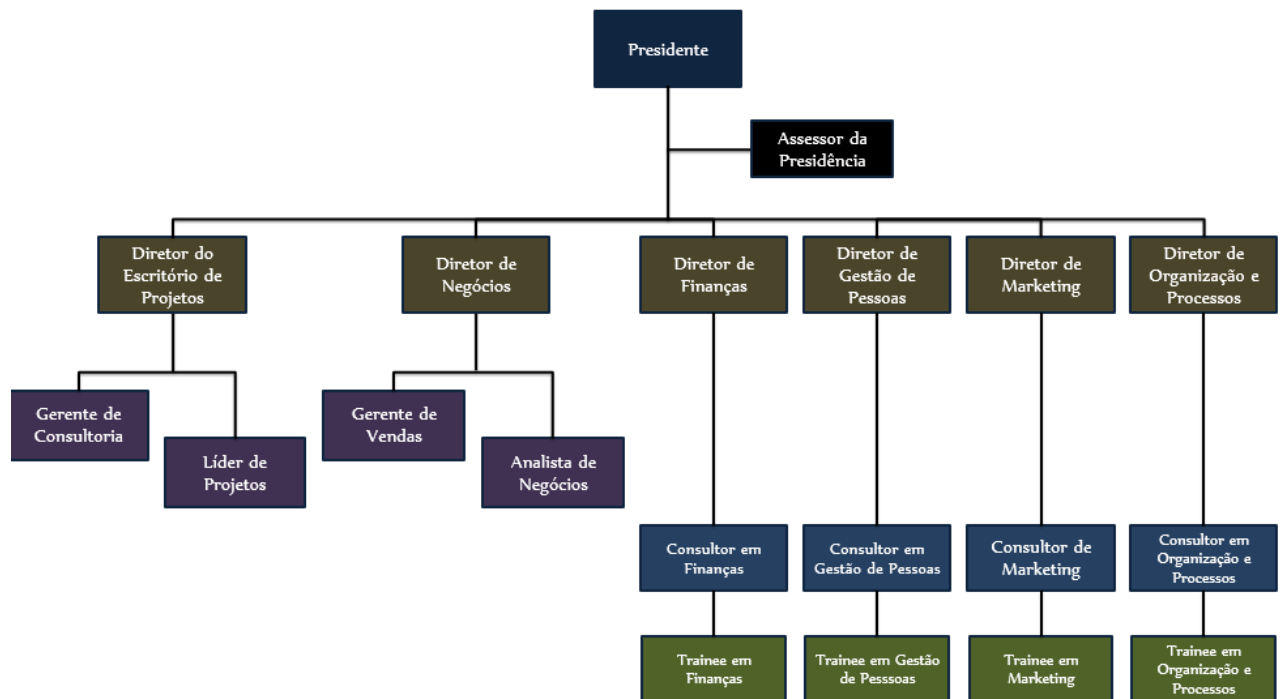 Presidente
Assessor da
Presidência
Diretor do
Escritório de
Projetos
Diretor de
Negócios
Diretor de
Finanças
Diretor de
Gestão de
Pessoas
Diretor de
Marketing
Diretor de
Organização e
Processos
Gerente de
Consultoria
Líder de
Projetos
Gerente de
Vendas
Analista de
Negócios
Consultor em
Finanças
Consultor em
Gestão de Pessoas
Consultor de
Marketing
Consultor em
Organização e
Processos
Trainee em
Finanças
Trainee em Gestão
de Pesssoas
Trainee em
Marketing
Trainee em
Organização e
Processos